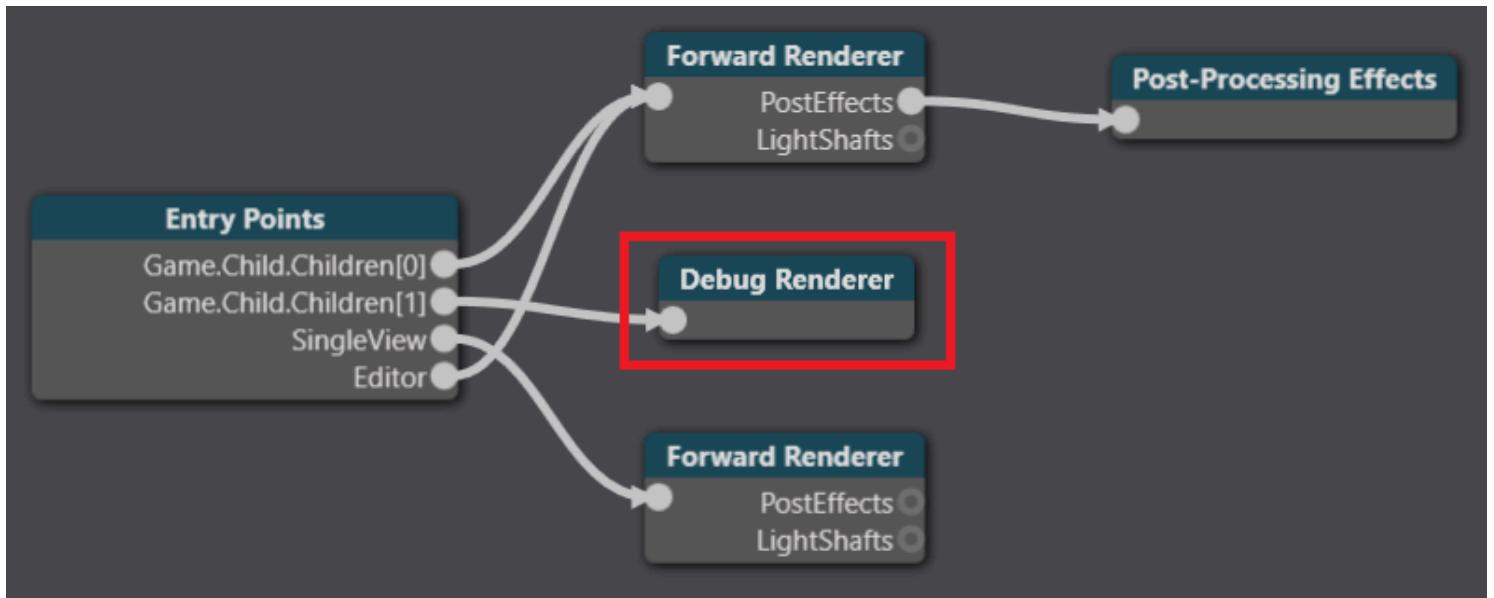 Entry Points
Game.Child.Children[0]
Game.Child.Children[1]
SingleView
Editor
Forward Renderer
PostEffects
LightShafts
Debug Renderer
Forward Renderer
PostEffects
LightShafts
Post-Processing Effects